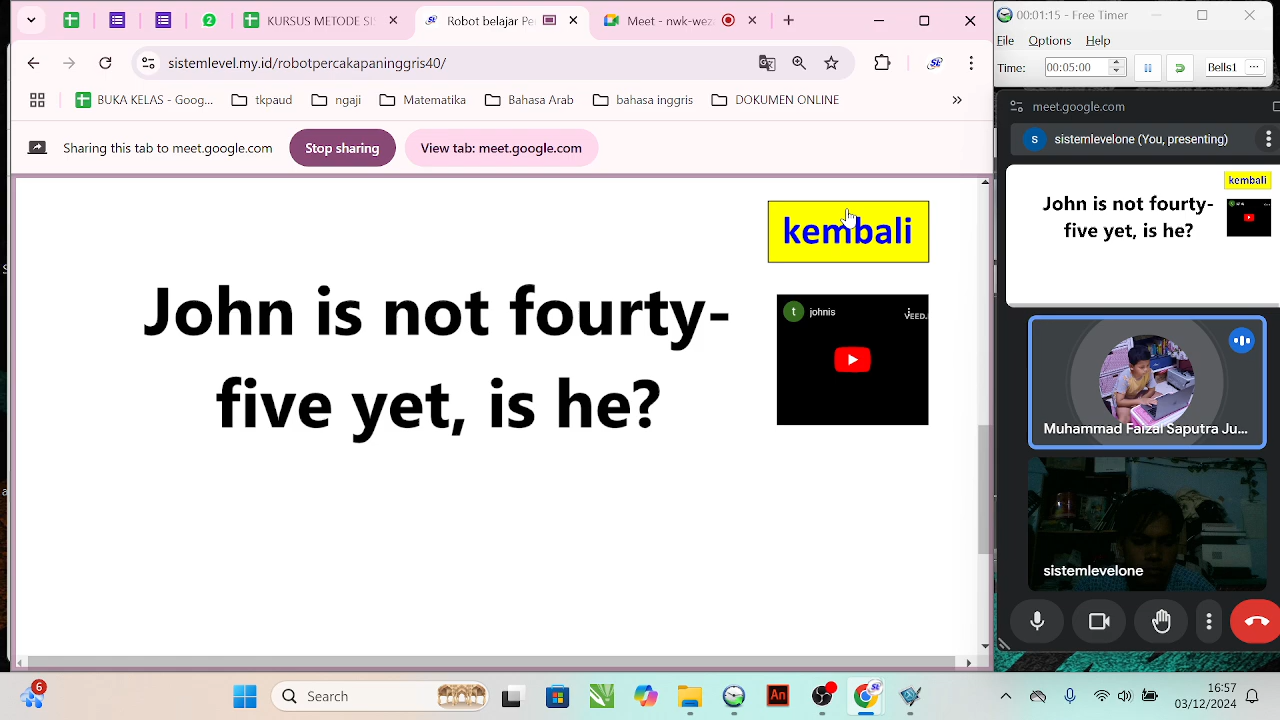 2
KURSUS METODE SI
Robot belajar Pe
Meet - nwk-wez
00:01:15 - Free Timer
File Options Help
sistemlevel.my.id/robotpercakapaninggris40/
Time: 00:05:00 Bells1 ...
BUKA KELAS - Goog...
tkpaud
ngaji
Matematika
bahasa Arab
bahasa inggris
DOKUMEN ONLINE
meet.google.com
Sharing this tab to meet.google.com
Stop sharing
View tab: meet.google.com
s
sistemlevelone (You, presenting)
kembali
John is not fourty-
five yet, is he?
t
johnis
VEED.
kembali
John is not fourty-
five yet, is he?
Muhammad Faizal Saputra Ju...
sistemlevelone
6
Search
An
16:57
03/12/2024